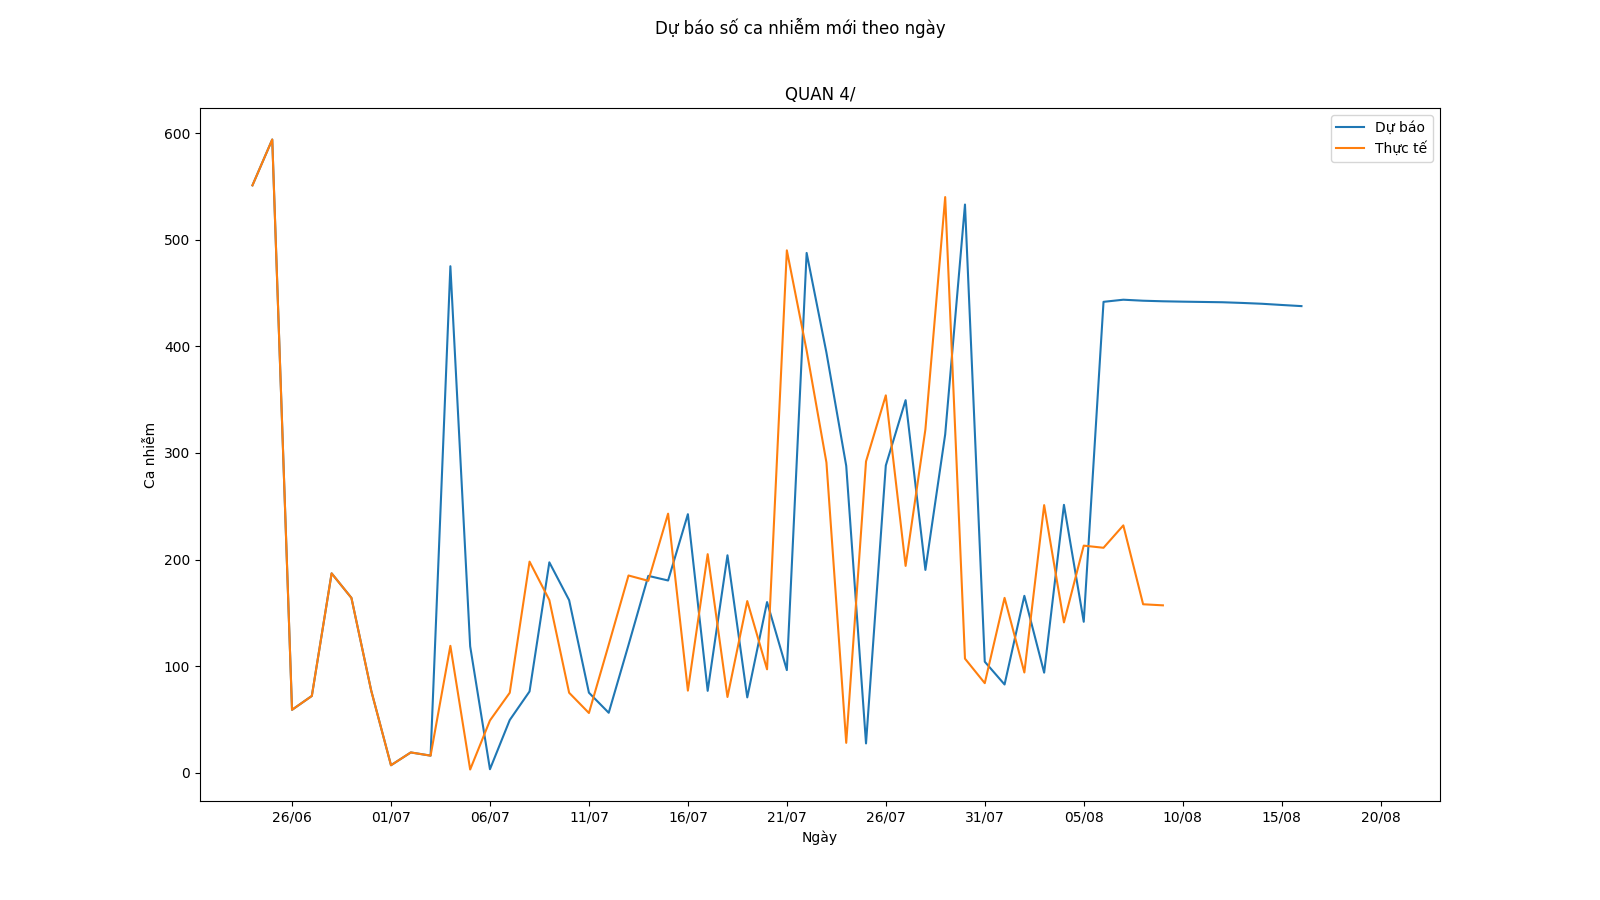 Dự báo số ca nhiễm mới theo ngày
QUAN 4/
Dự báo
Thực tế
600
500
400
300
200
100
0
Ca nhiễm
26/06 01/07 06/07 11/07 16/07 21/07 26/07 31/07 05/08 10/08 15/08 20/08
Ngày